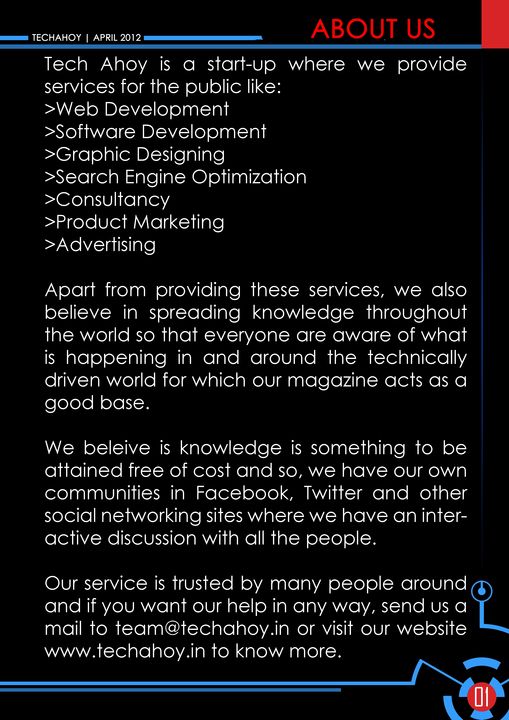 TECHAHOY | APRIL 2012
ABOUT US
Tech Ahoy is a start-up where we provide
services for the public like:
>Web Development
>Software Development
>Graphic Designing
>Search Engine Optimization
>Consultancy
>Product Marketing
>Advertising
Apart from providing these services, we also
believe in spreading knowledge throughout
the world so that everyone are aware of what
is happening in and around the technically
driven world for which our magazine acts as a
good base.
We beleive is knowledge is something to be
attained free of cost and so, we have our own
communities in Facebook, Twitter and other
social networking sites where we have an inter-
active discussion with all the people.
Our service is trusted by many people around
and if you want our help in any way, send us a
mail to team@techahoy.in or visit our website
www.techahoy.in to know more.
01